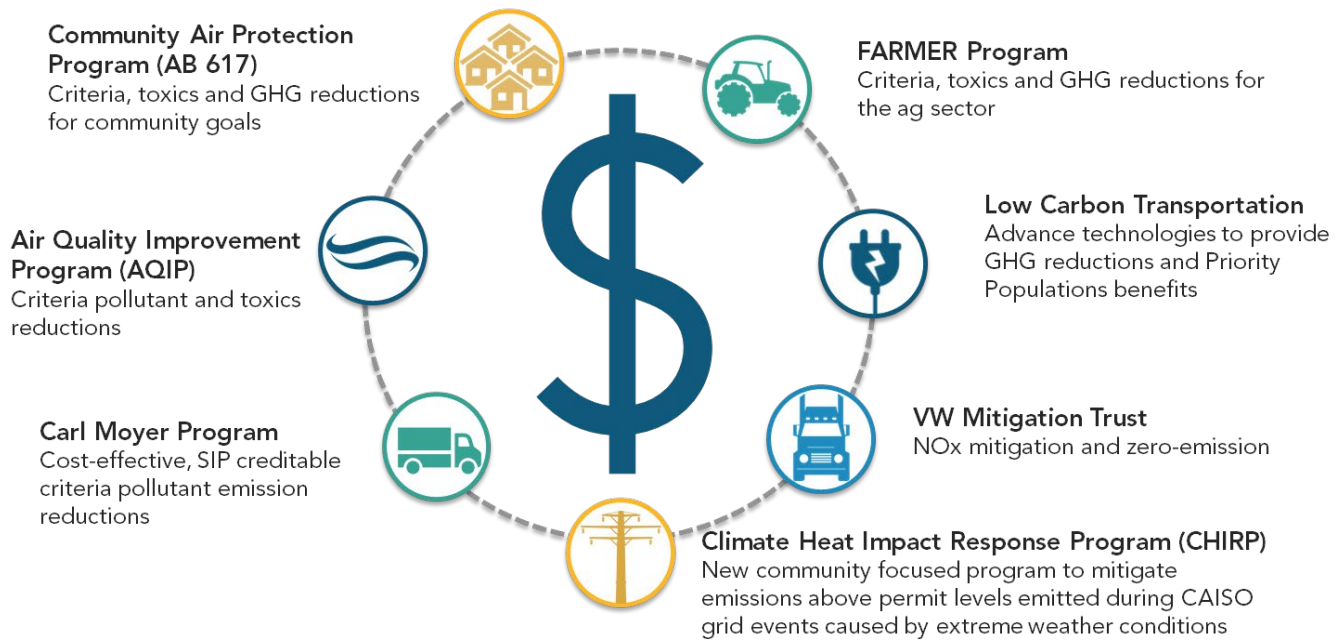 Community Air Protection
Program (AB 617)
Criteria, toxics and GHG reductions
for community goals
FARMER Program
Criteria, toxics and GHG reductions for
the ag sector
Low Carbon Transportation
Advance technologies to provide
GHG reductions and Priority
Populations benefits
VW Mitigation Trust
NOx mitigation and zero-emission
Climate Heat Impact Response Program (CHIRP)
New community focused program to mitigate
emissions above permit levels emitted during CAISO
grid events caused by extreme weather conditions
Carl Moyer Program
Cost-effective, SIP creditable
criteria pollutant emission
reductions
Air Quality Improvement
Program (AQIP)
Criteria pollutant and toxics
reductions
$